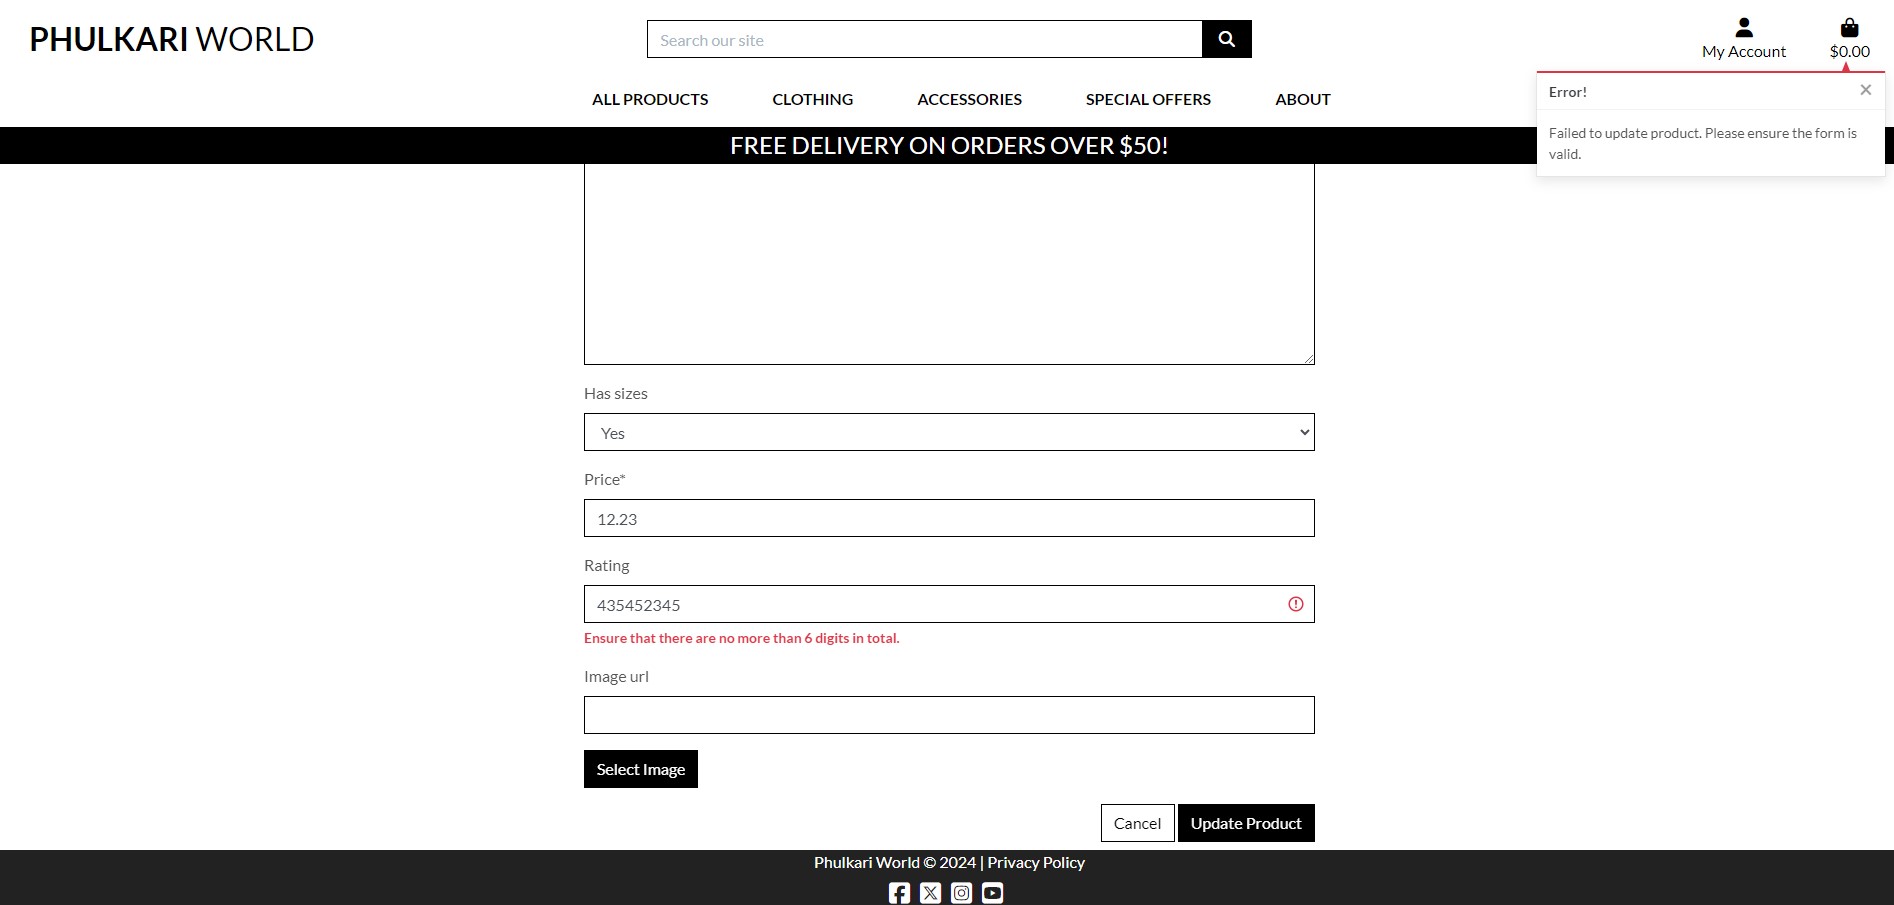 PHULKARI WORLD
Search our site
My Account
$0.00
ALL PRODUCTS
CLOTHING
ACCESSORIES
SPECIAL OFFERS
ABOUT
Error!
Failed to update product. Please ensure the form is
valid.
FREE DELIVERY ON ORDERS OVER $50!
Has sizes
Yes
Price*
12.23
Rating
435452345
Ensure that there are no more than 6 digits in total.
Image url
Select Image
Cancel
Update Product
Phulkari World © 2024 | Privacy Policy